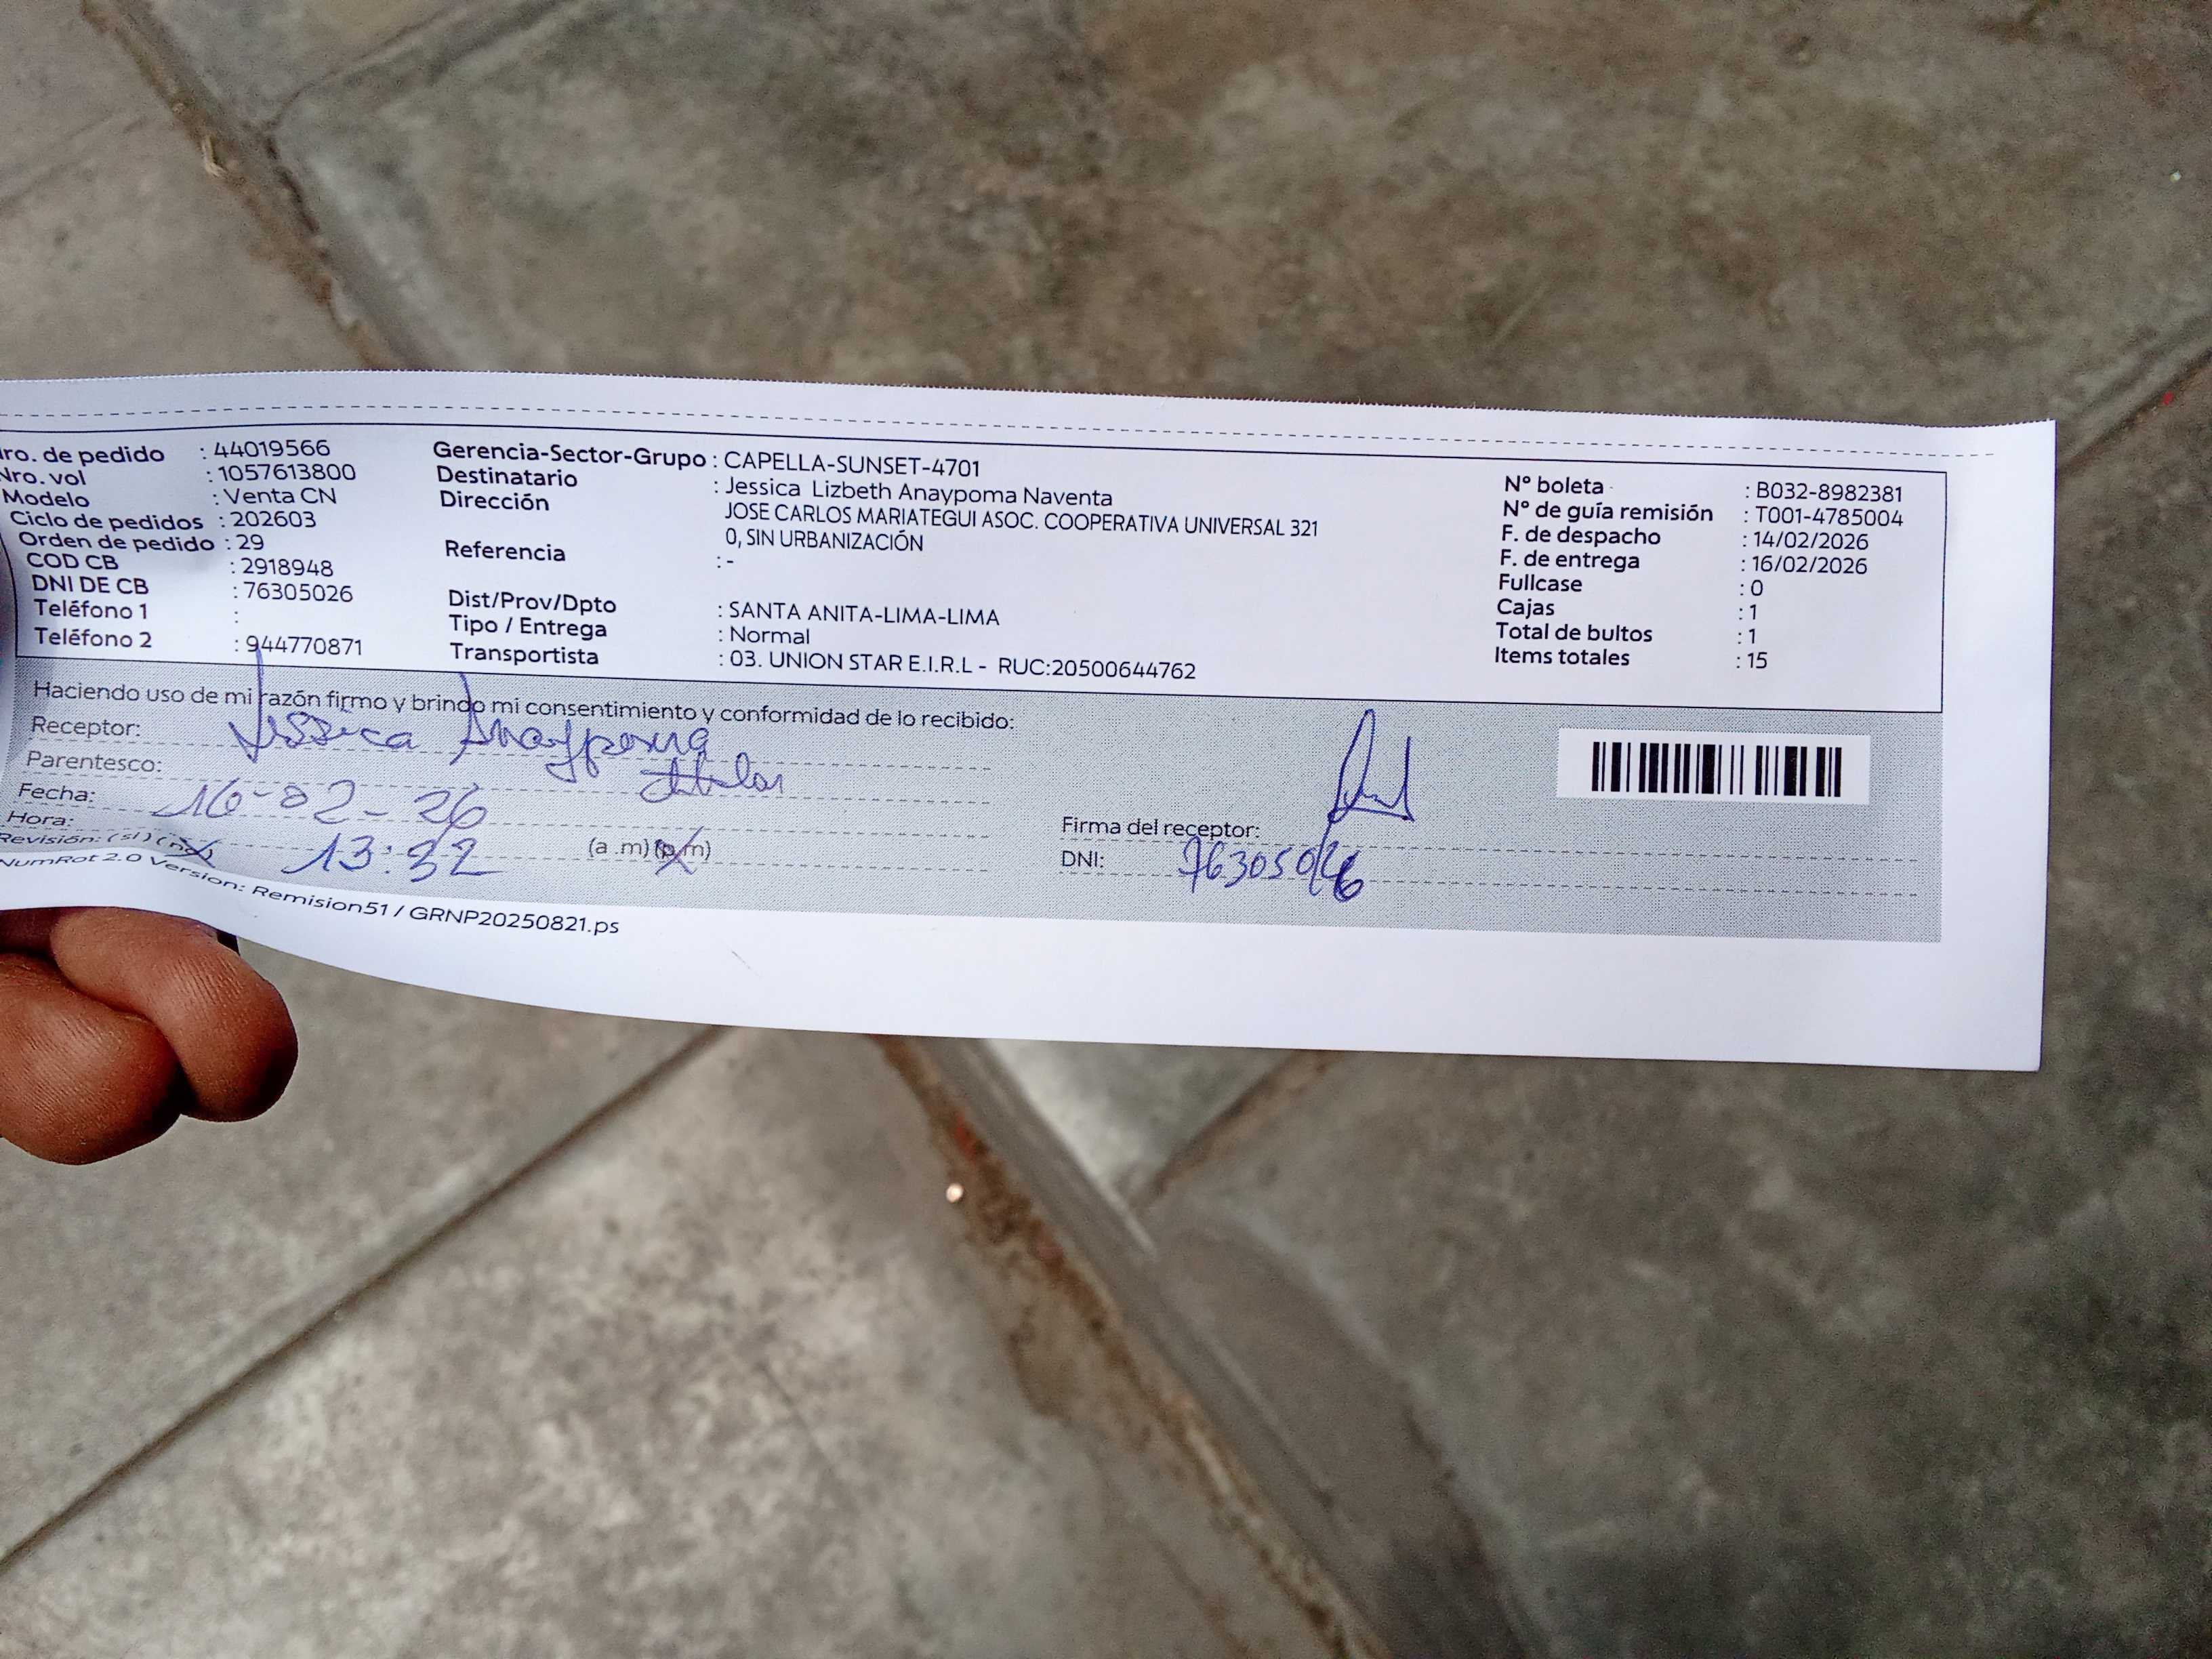 ro. de pedido : 44019566
Nro. vol : 1057613800
Modelo : Venta CN
Ciclo de pedidos : 202603
Orden de pedido : 29
COD CB : 2918948
DNI DE CB : 76305026
Teléfono 1 :
Teléfono 2 : 944770871
Gerencia-Sector-Grupo : CAPELLA-SUNSET-4701
Destinatario : Jessica Lizbeth Anaypoma Naventa
Dirección JOSE CARLOS MARIATEGUI ASOC. COOPERATIVA UNIVERSAL 321
0, SIN URBANIZACIÓN
Referencia : -
Dist/Prov/Dpto : SANTA ANITA-LIMA-LIMA
Tipo / Entrega : Normal
Transportista : 03. UNION STAR E.I.R.L - RUC:20500644762
N° boleta : B032-8982381
N° de guía remisión : T001-4785004
F. de despacho : 14/02/2026
F. de entrega : 16/02/2026
Fullcase : 0
Cajas : 1
Total de bultos : 1
Items totales : 15
Haciendo uso de mi razón firmo y brindo mi consentimiento y conformidad de lo recibido:
Receptor: Jessica Anaypoma
Parentesco: titular
Fecha: 16-02-26
Hora: 13:32 (a .m) (p.m)
Revisión: (si) (no)
Firma del receptor:
DNI: 76305026
NumRot 2.0 Version: Remision51 / GRNP20250821.ps